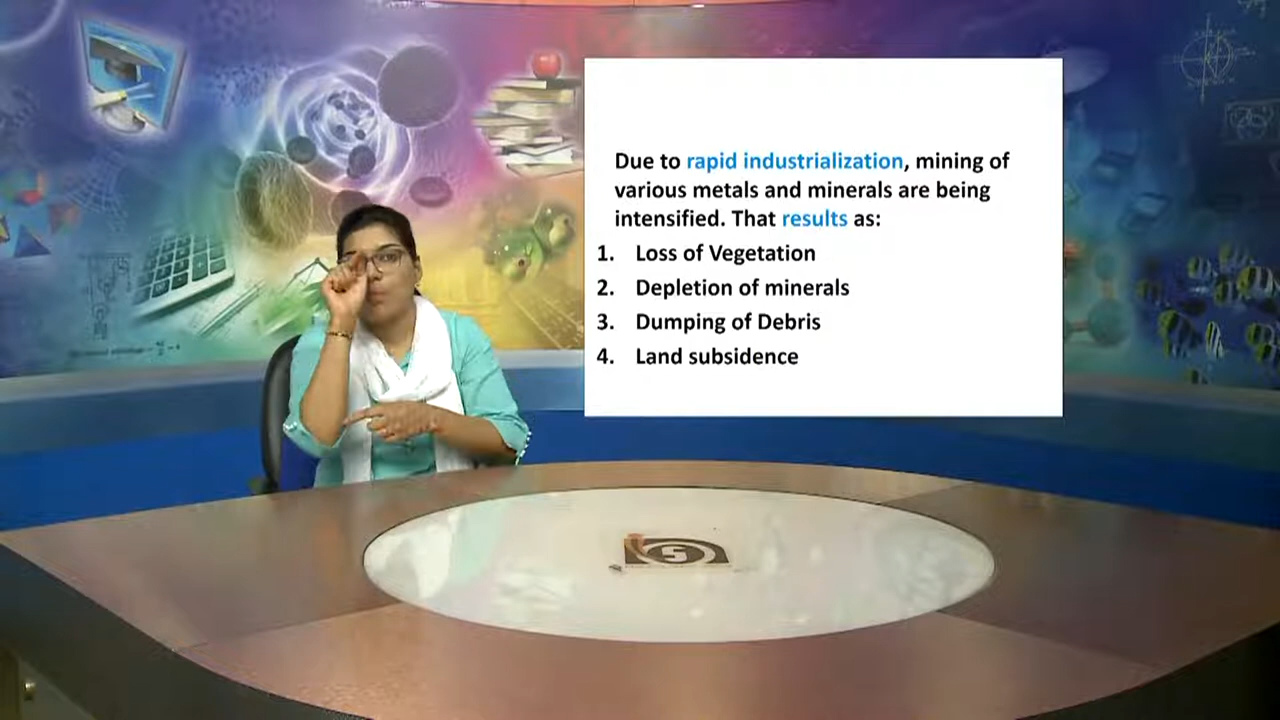 Due to rapid industrialization, mining of
various metals and minerals are being
intensified. That results as:
1. Loss of Vegetation
2. Depletion of minerals
3. Dumping of Debris
4. Land subsidence